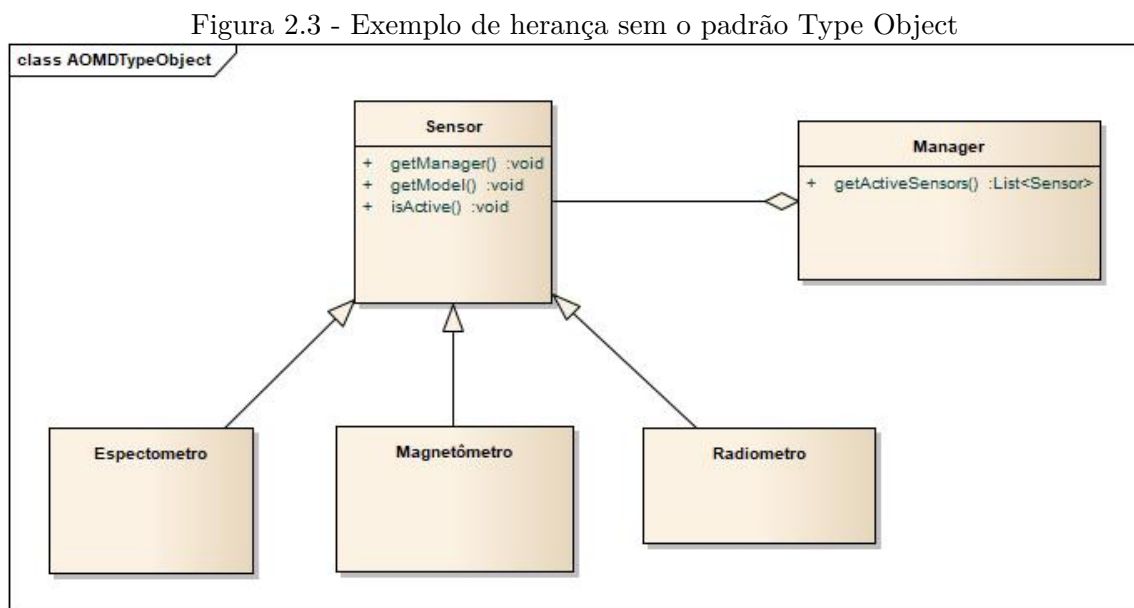 Figura 2.3 - Exemplo de herança sem o padrão Type Object
class AOMDTypeObject
Sensor
+ getManager() :void
+ getModel() :void
+ isActive() :void
Manager
+ getActiveSensors() :List<Sensor>
Espectometro
Magnetômetro
Radiometro